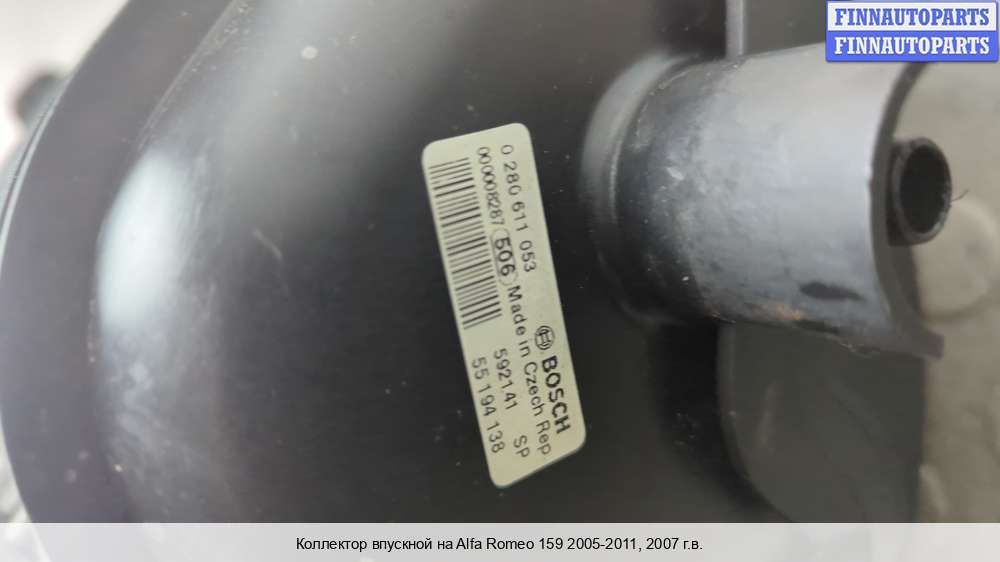 FINNAUTOPARTS
FINNAUTOPARTS
0 280 611 053
BOSCH
000008287 506 Made in Czech Rep
592141 SP
55 194 138
Коллектор впускной на Alfa Romeo 159 2005-2011, 2007 г.в.